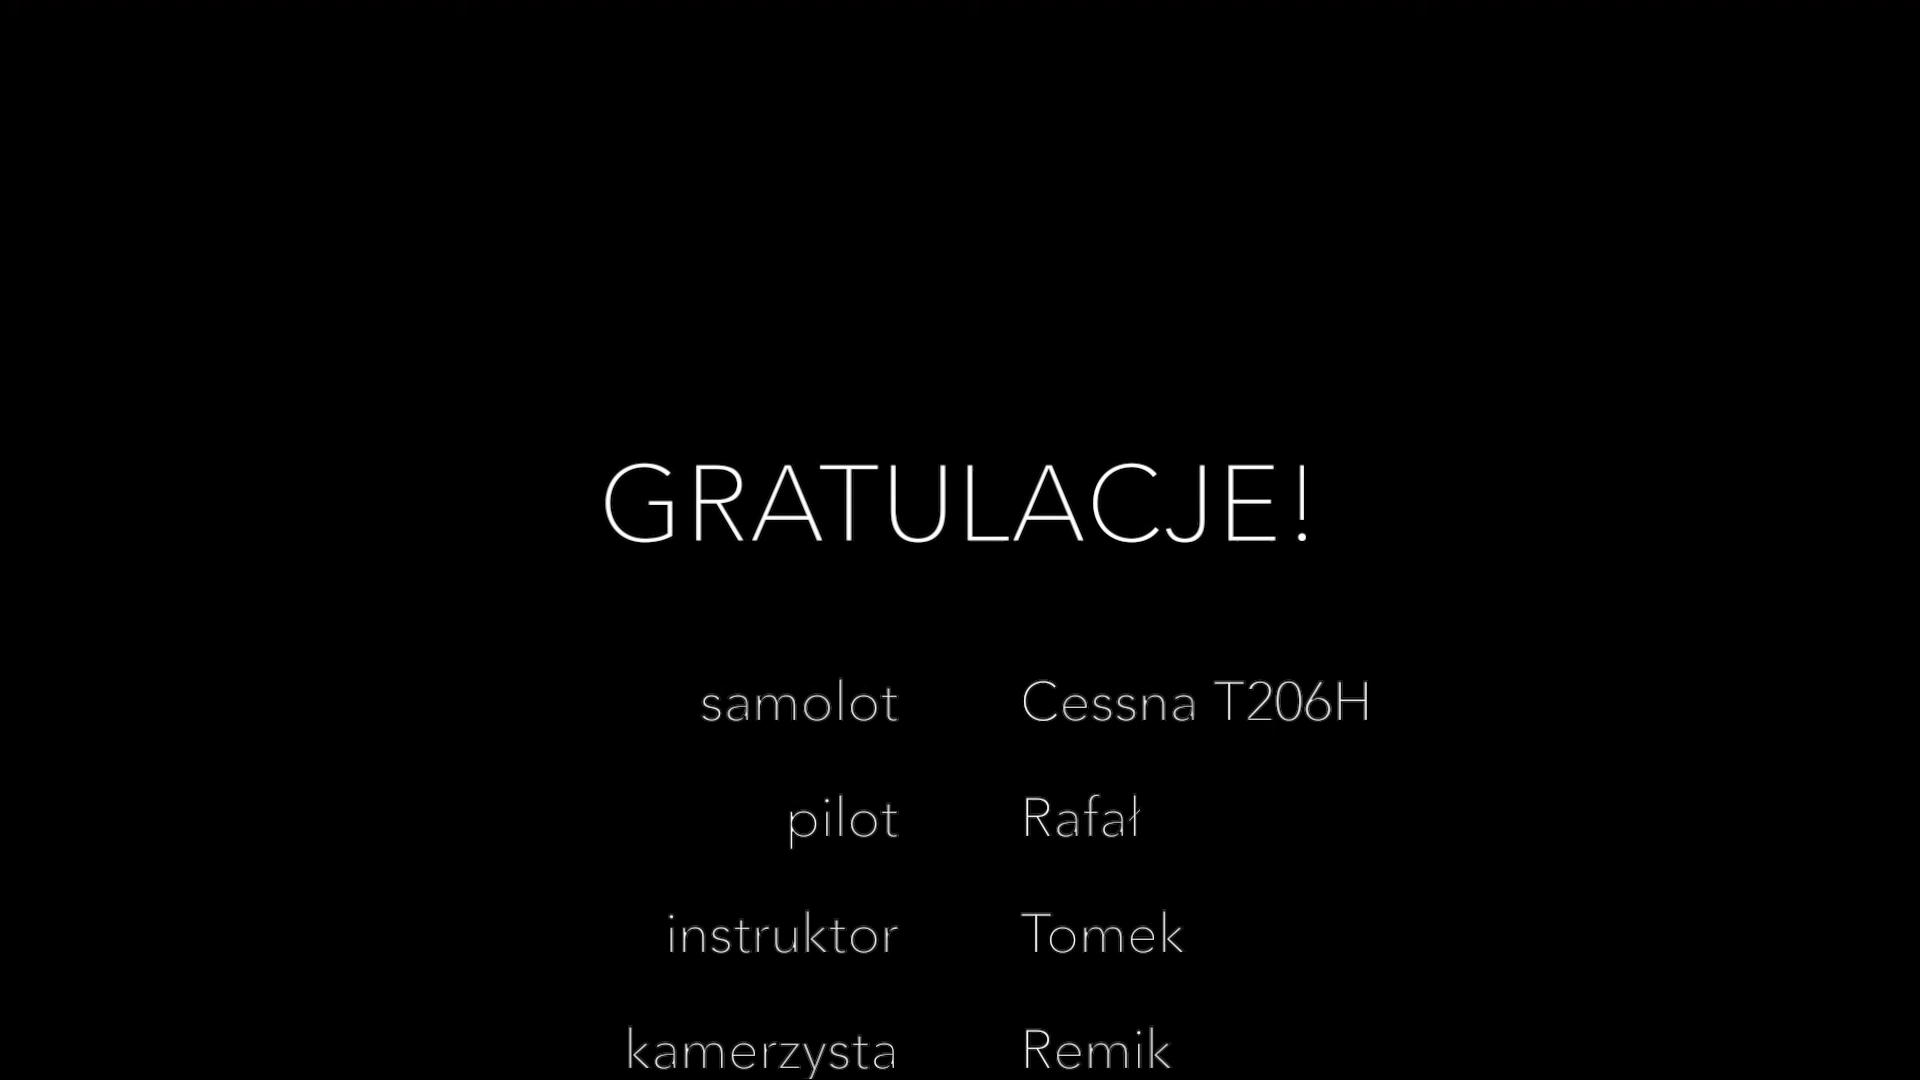 GRATULACJE!
samolot Cessna T206H
pilot Rafał
instruktor Tomek
kamerzysta Remik